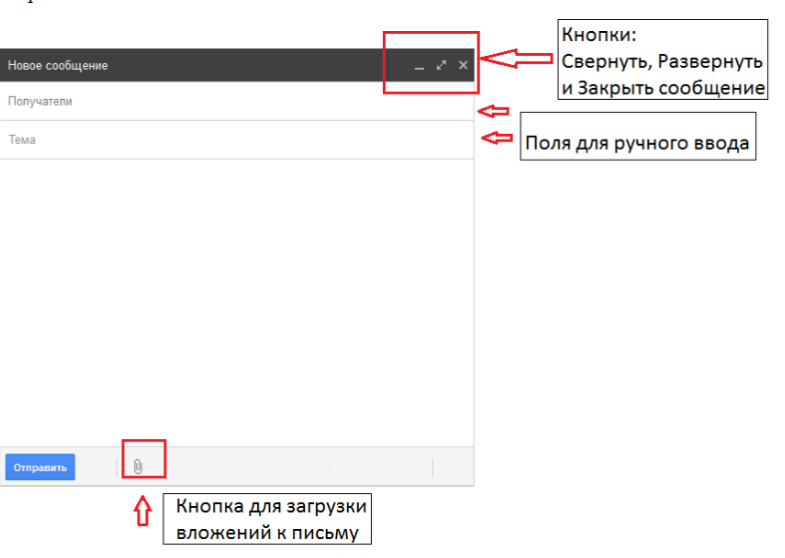 Кнопки:
Свернуть, Развернуть
и Закрыть сообщение
Новое сообщение
Получатели
Тема
Поля для ручного ввода
Отправить
Кнопка для загрузки
вложений к письму